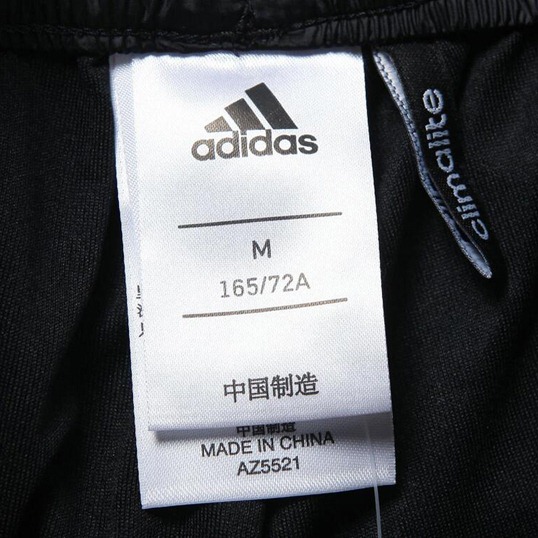 adidas
M
165/72A
中国制造
中国制造
MADE IN CHINA
AZ5521
climalite